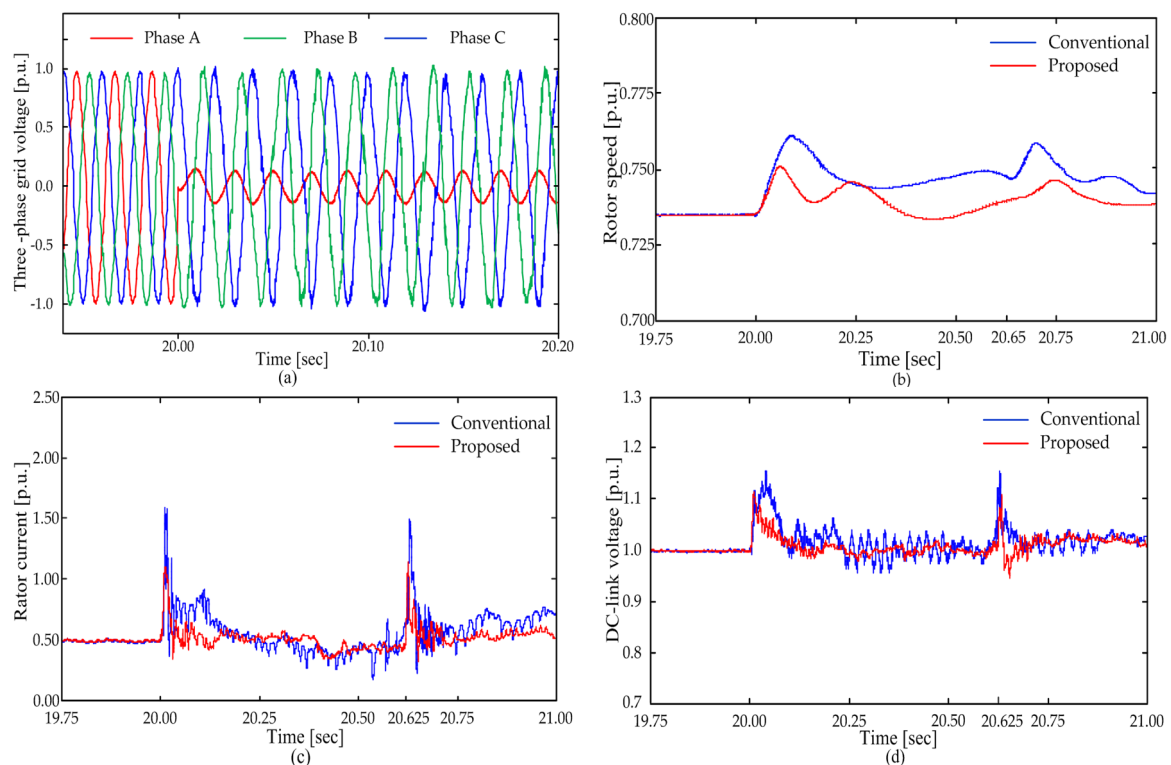 Phase A Phase B Phase C
Three -phase grid voltage [p.u.]
1.0
0.5
0.0
-0.5
-1.0
20.00 20.10 20.20
Time [sec]
(a)
Conventional
Proposed
Rotor speed [p.u.]
0.800
0.775
0.750
0.725
0.700
19.75 20.00 20.25 20.50 20.65 20.75 21.00
Time [sec]
(b)
Conventional
Proposed
Rator current [p.u.]
2.50
2.00
1.50
1.00
0.50
0.00
19.75 20.00 20.25 20.50 20.625 20.75 21.00
Time [sec]
(c)
Conventional
Proposed
DC-link voltage [p.u.]
1.3
1.2
1.1
1.0
0.9
0.8
0.7
19.75 20.00 20.25 20.50 20.625 20.75 21.00
Time [sec]
(d)